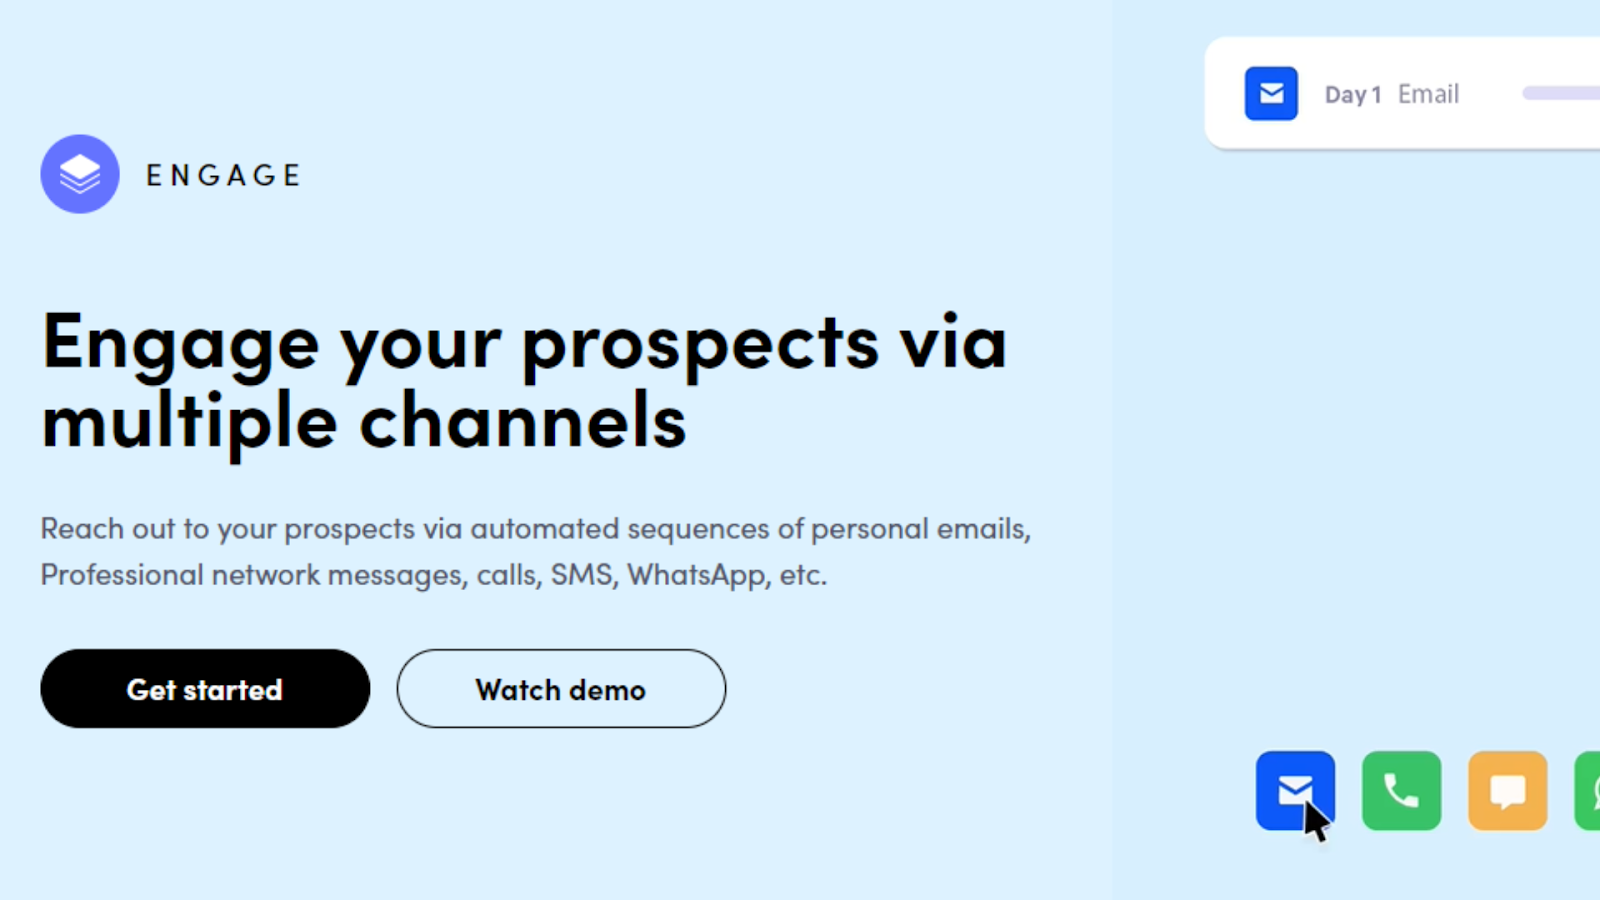 ENGAGE
Engage your prospects via
multiple channels
Reach out to your prospects via automated sequences of personal emails,
Professional network messages, calls, SMS, WhatsApp, etc.
Get started
Watch demo
Day 1 Email